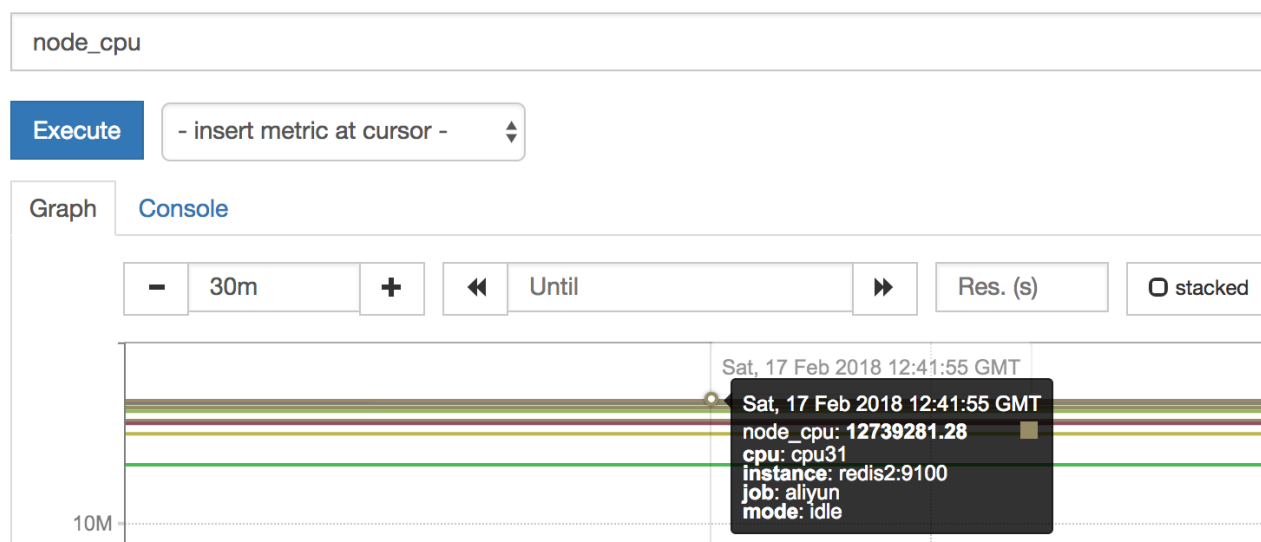 node_cpu
Execute
- insert metric at cursor -
Graph
Console
30m
Until
Res. (s)
stacked
Sat, 17 Feb 2018 12:41:55 GMT
Sat, 17 Feb 2018 12:41:55 GMT
node_cpu: 12739281.28
cpu: cpu31
instance: redis2:9100
job: aliyun
mode: idle
10M